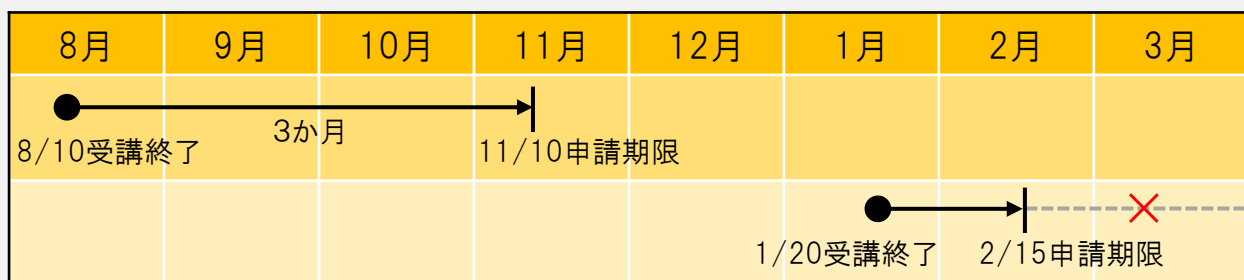 8月 9月 10月 11月 12月 1月 2月 3月
3か月
8/10受講終了 11/10申請期限
1/20受講終了 2/15申請期限